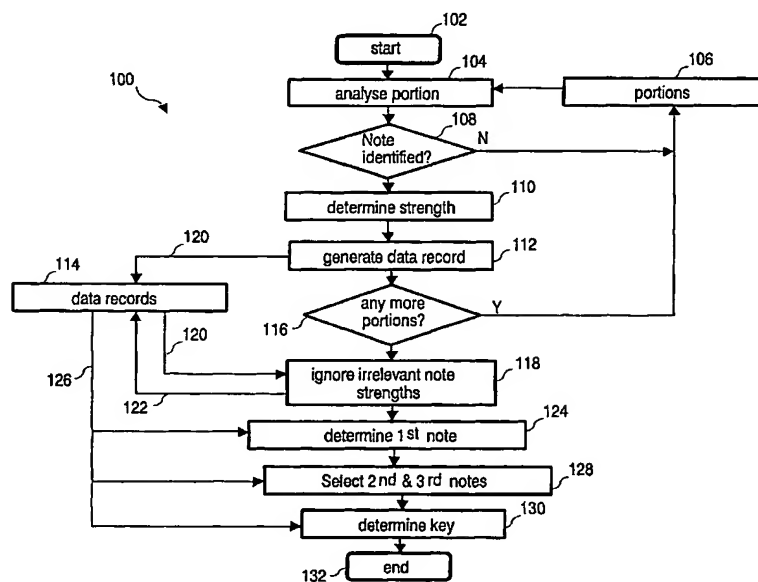 102
start
104
106
100
analyse portion
portions
108
Note
identified?
N
110
determine strength
120
112
114
generate data record
data records
any more
portions?
Y
116
120
118
126
ignore irrelevant note
strengths
122
124
determine 1st note
Select 2nd & 3rd notes
128
130
determine key
132
end